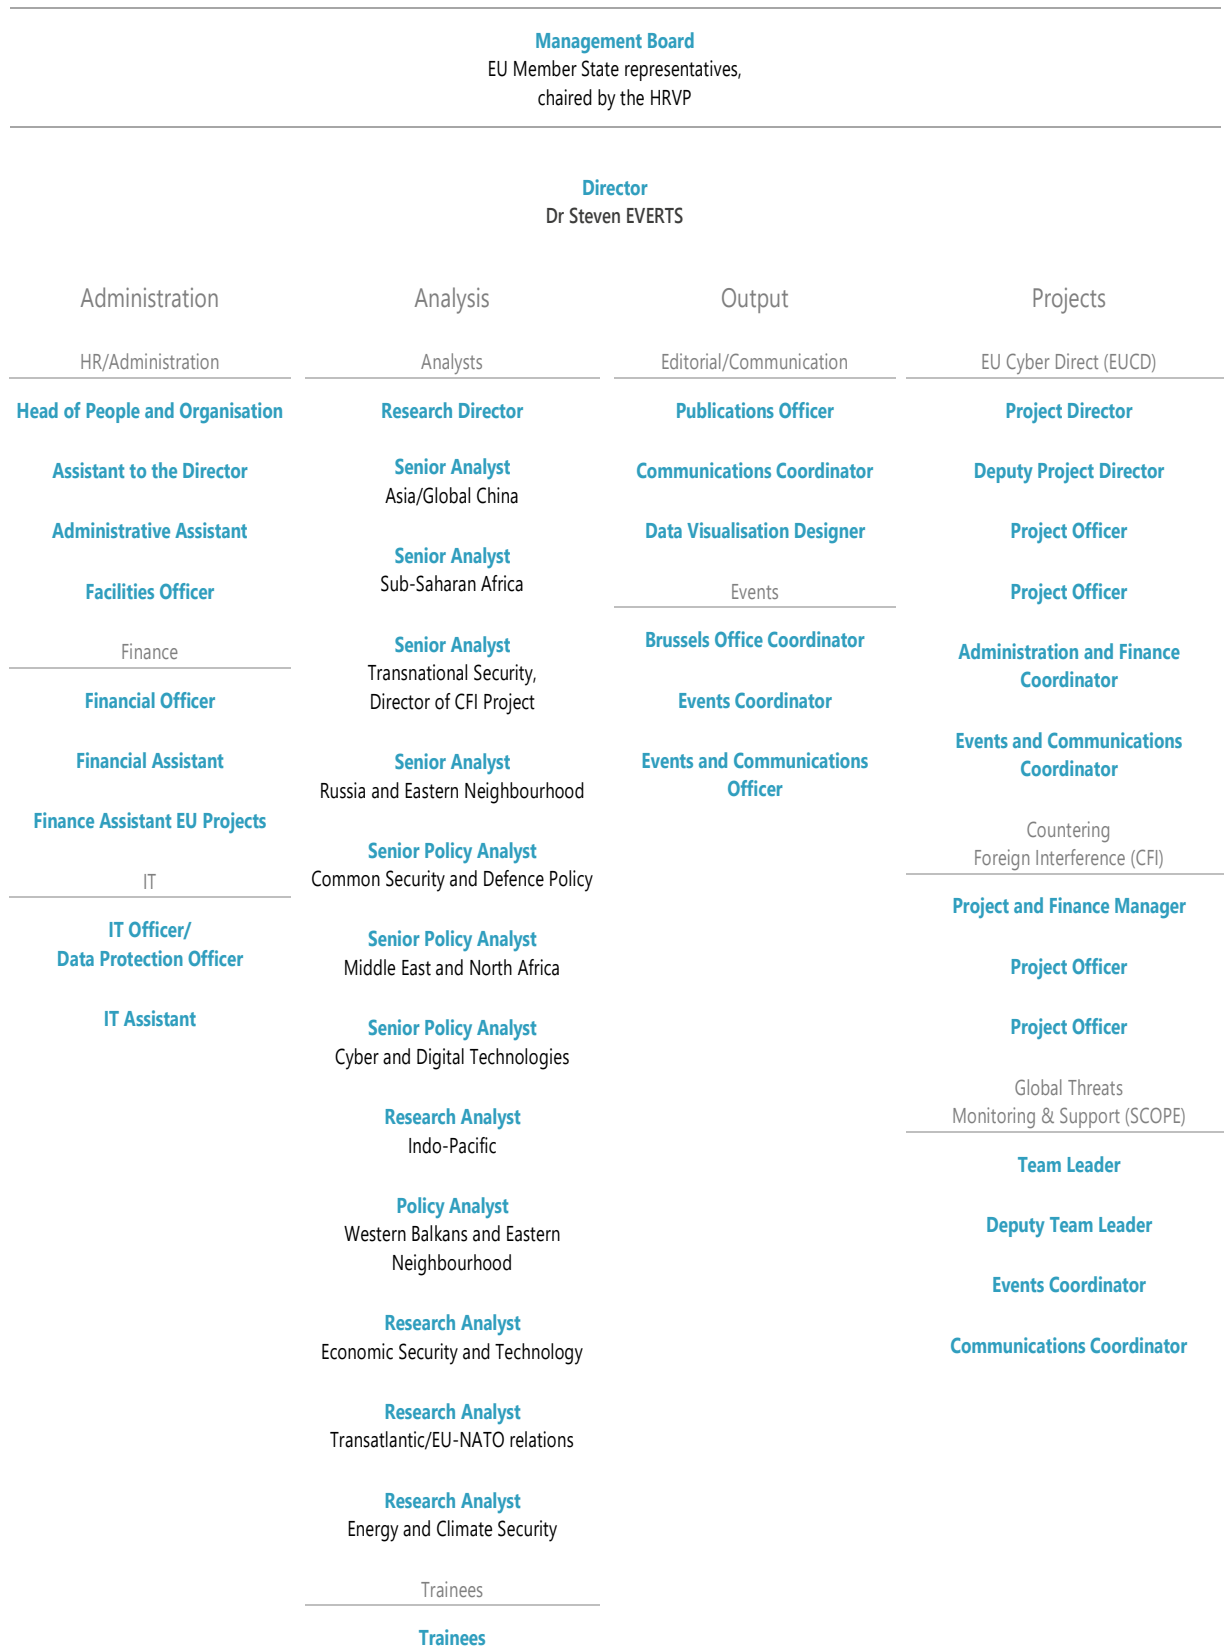 Management Board
EU Member State representatives,
chaired by the HRVP
Director
Dr Steven EVERTS
Administration
HR/Administration
Head of People and Organisation
Assistant to the Director
Administrative Assistant
Facilities Officer
Finance
Financial Officer
Financial Assistant
Finance Assistant EU Projects
IT
IT Officer/
Data Protection Officer
IT Assistant
Analysis
Analysts
Research Director
Senior Analyst
Asia/Global China
Senior Analyst
Sub-Saharan Africa
Senior Analyst
Transnational Security,
Director of CFI Project
Senior Analyst
Russia and Eastern Neighbourhood
Senior Policy Analyst
Common Security and Defence Policy
Senior Policy Analyst
Middle East and North Africa
Senior Policy Analyst
Cyber and Digital Technologies
Research Analyst
Indo-Pacific
Policy Analyst
Western Balkans and Eastern
Neighbourhood
Research Analyst
Economic Security and Technology
Research Analyst
Transatlantic/EU-NATO relations
Research Analyst
Energy and Climate Security
Trainees
Trainees
Output
Editorial/Communication
Publications Officer
Communications Coordinator
Data Visualisation Designer
Events
Brussels Office Coordinator
Events Coordinator
Events and Communications
Officer
Projects
EU Cyber Direct (EUCD)
Project Director
Deputy Project Director
Project Officer
Project Officer
Administration and Finance
Coordinator
Events and Communications
Coordinator
Countering
Foreign Interference (CFI)
Project and Finance Manager
Project Officer
Project Officer
Global Threats
Monitoring & Support (SCOPE)
Team Leader
Deputy Team Leader
Events Coordinator
Communications Coordinator